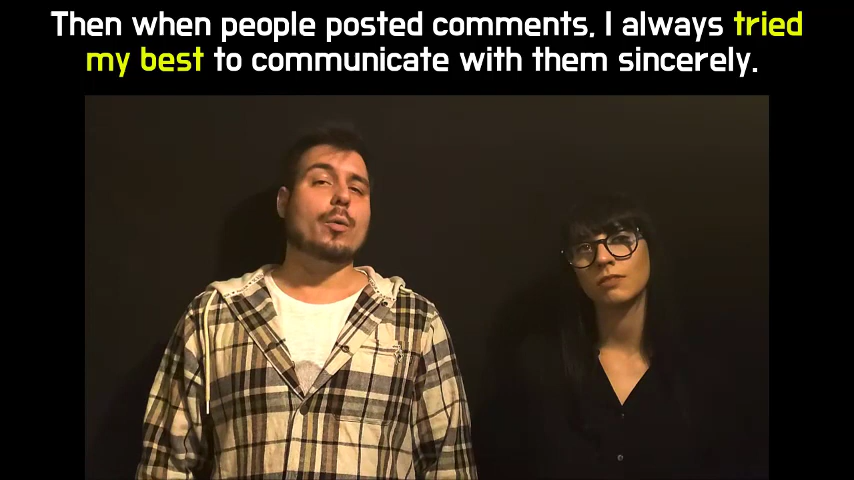 Then when people posted comments, I always tried
my best to communicate with them sincerely.